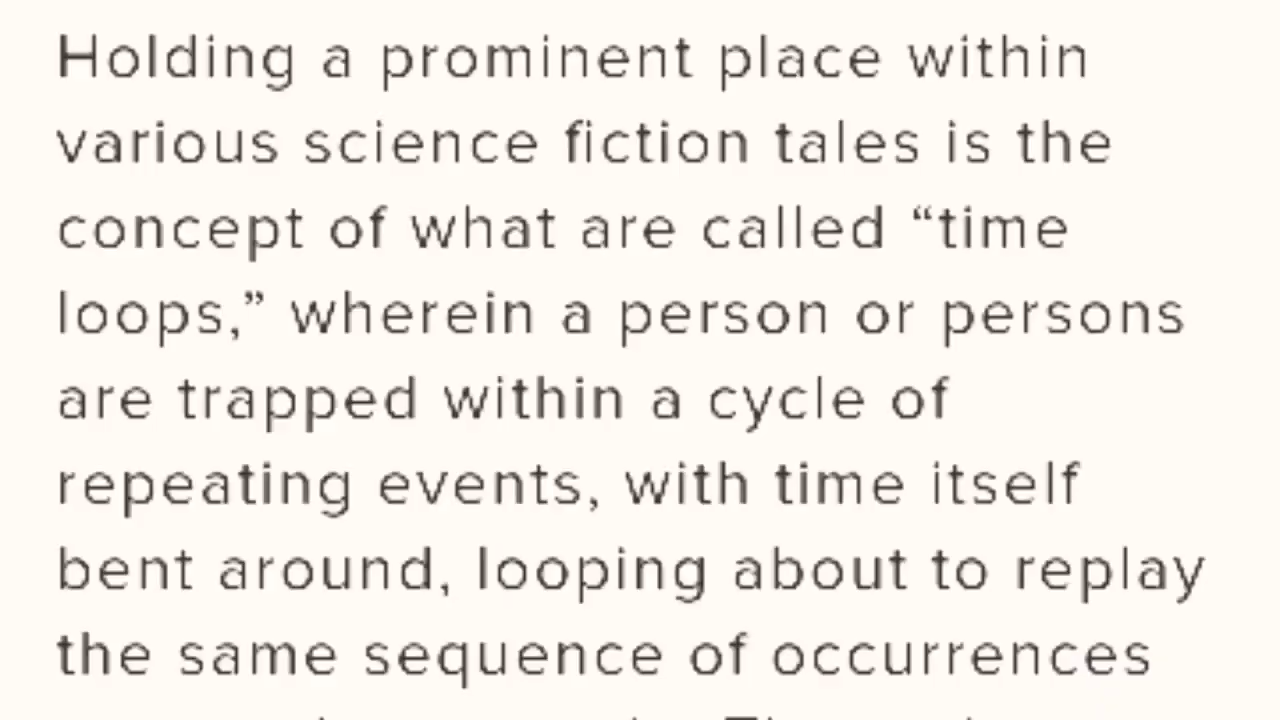 Holding a prominent place within
various science fiction tales is the
concept of what are called “time
loops,” wherein a person or persons
are trapped within a cycle of
repeating events, with time itself
bent around, looping about to replay
the same sequence of occurrences